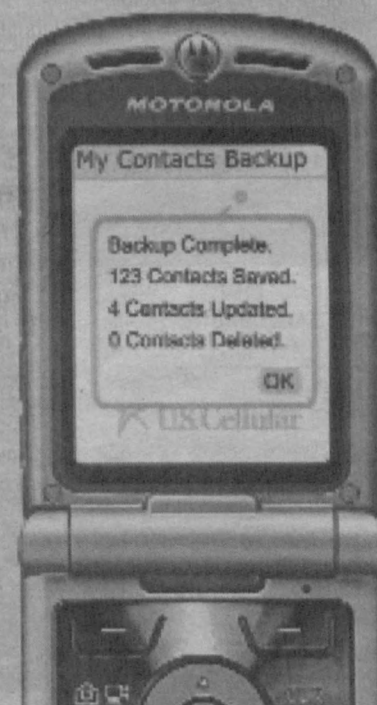 MOTOROLA
My Contacts Backup
Backup Complete.
123 Contacts Saved.
4 Contacts Updated.
0 Contacts Deleted.
OK
US Cellular